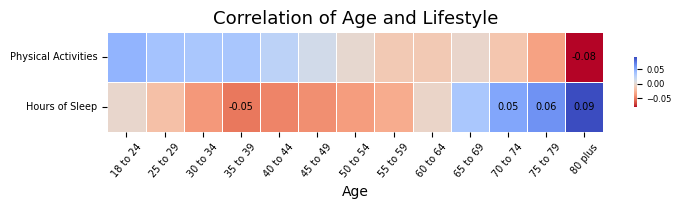 Correlation of Age and Lifestyle
Physical Activities
-0.08
Hours of Sleep
-0.05
0.05
0.06
0.09
0.05
0.00
−0.05
18 to 24
25 to 29
30 to 34
35 to 39
40 to 44
45 to 49
50 to 54
55 to 59
60 to 64
65 to 69
70 to 74
75 to 79
80 plus
Age